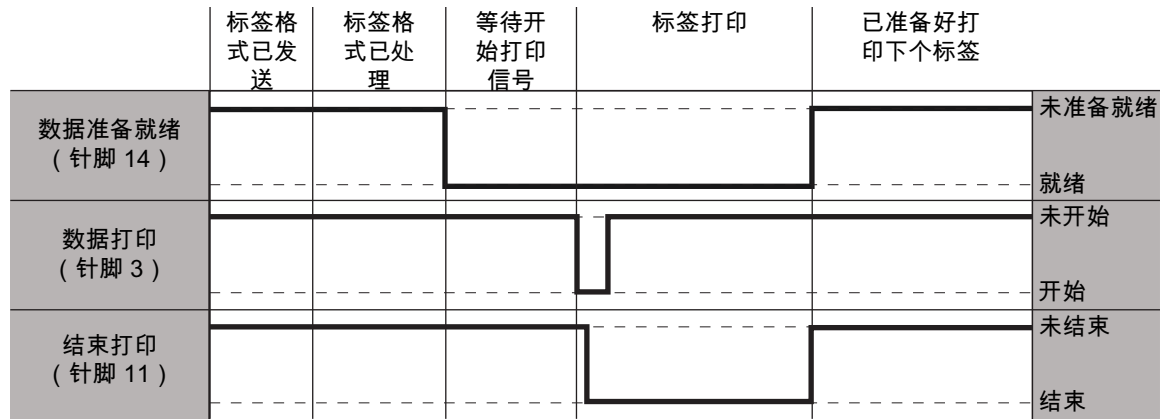 标签格
式已发
送
标签格
式已处
理
等待开
始打印
信号
标签打印
已准备好打
印下个标签
数据准备就绪
（针脚 14）
未准备就绪
就绪
数据打印
（针脚 3）
未开始
开始
结束打印
（针脚 11）
未结束
结束